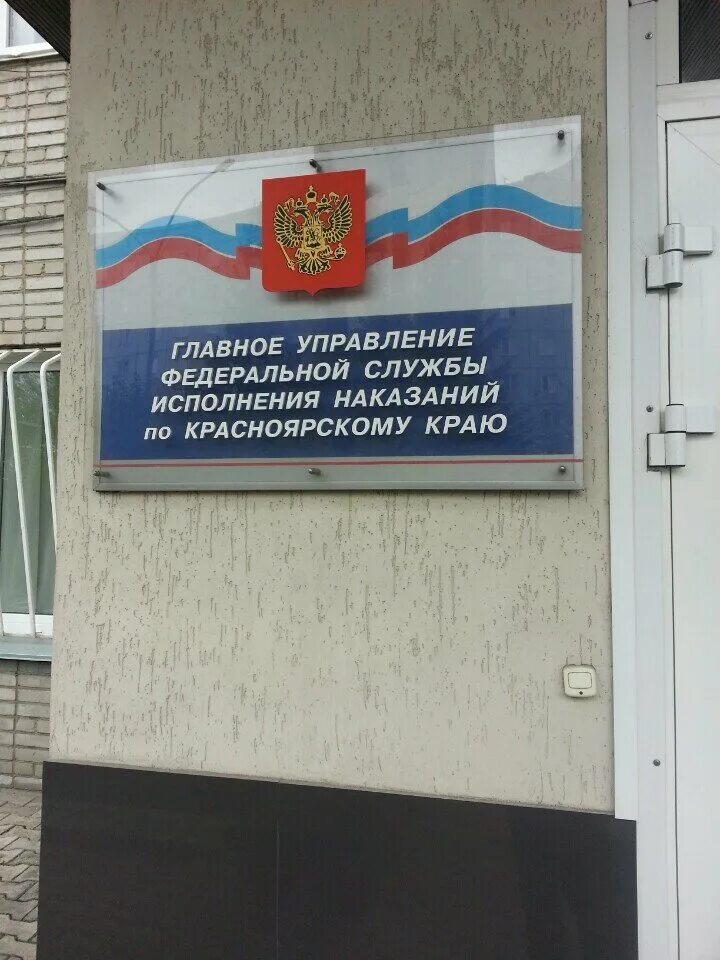 ГЛАВНОЕ УПРАВЛЕНИЕ
ФЕДЕРАЛЬНОЙ СЛУЖБЫ
ИСПОЛНЕНИЯ НАКАЗАНИЙ
по КРАСНОЯРСКОМУ КРАЮ